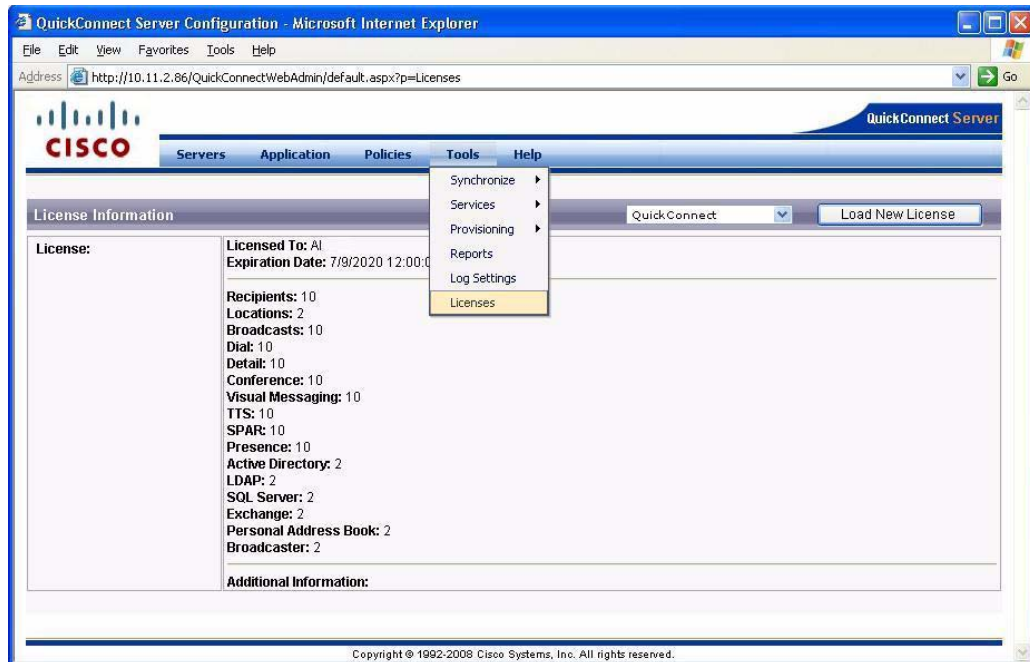 QuickConnect Server Configuration - Microsoft Internet Explorer
File Edit View Favorites Tools Help
Address http://10.11.2.86/QuickConnectWebAdmin/default.aspx?p=Licenses Go
CISCO
QuickConnect Server
Servers Application Policies Tools Help
Synchronize
Services
Provisioning
Reports
Log Settings
Licenses
License Information
QuickConnect
Load New License
License:
Licensed To: AI
Expiration Date: 7/9/2020 12:00:0
Recipients: 10
Locations: 2
Broadcasts: 10
Dial: 10
Detail: 10
Conference: 10
Visual Messaging: 10
TTS: 10
SPAR: 10
Presence: 10
Active Directory: 2
LDAP: 2
SQL Server: 2
Exchange: 2
Personal Address Book: 2
Broadcaster: 2
Additional Information:
Copyright © 1992-2008 Cisco Systems, Inc. All rights reserved.